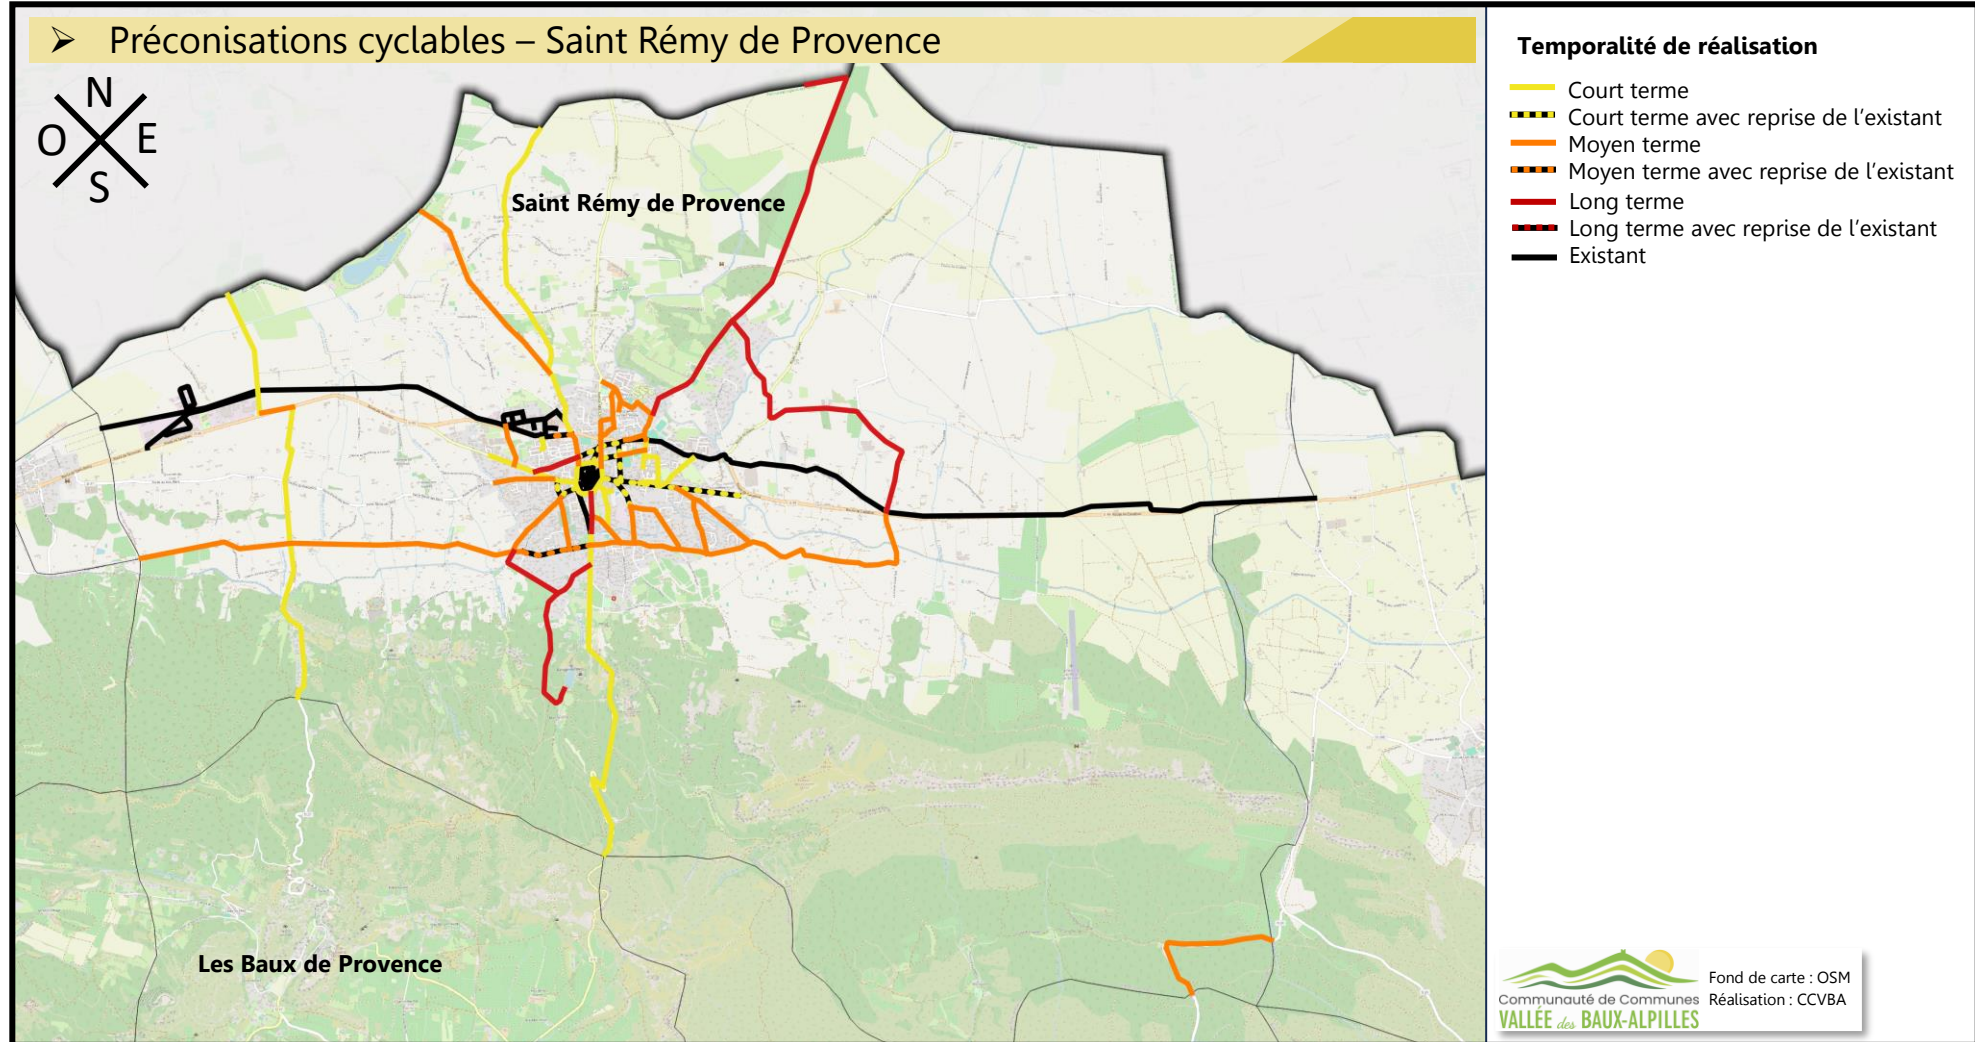 ➢ Préconisations cyclables – Saint Rémy de Provence
N
O E
S
Saint Rémy de Provence
Les Baux de Provence
Temporalité de réalisation
Court terme
Court terme avec reprise de l'existant
Moyen terme
Moyen terme avec reprise de l'existant
Long terme
Long terme avec reprise de l'existant
Existant
Communauté de Communes
VALLÉE des BAUX-ALPILLES
Fond de carte : OSM
Réalisation : CCVBA